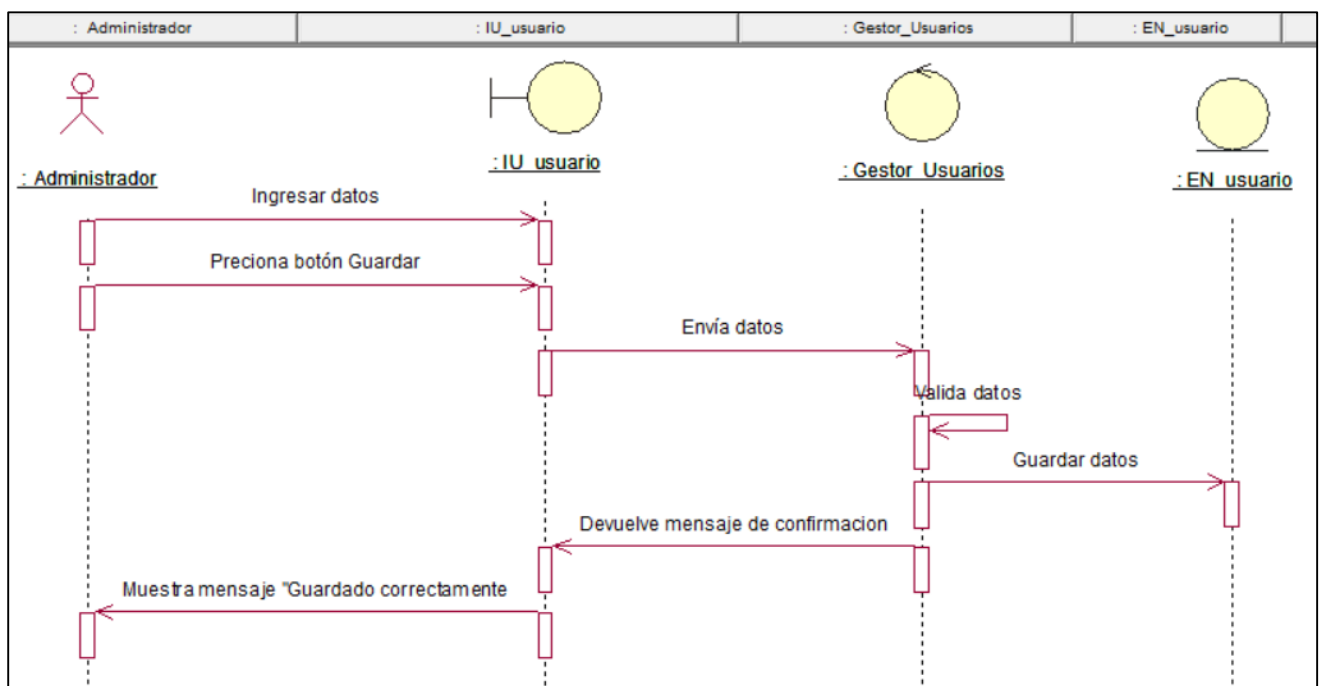 : Administrador
: IU_usuario
: Gestor_Usuarios
: EN_usuario
: Administrador
: IU_usuario
: Gestor_Usuarios
: EN_usuario
Ingresar datos
Preciona botón Guardar
Envía datos
Valida datos
Guardar datos
Devuelve mensaje de confirmacion
Muestra mensaje "Guardado correctamente